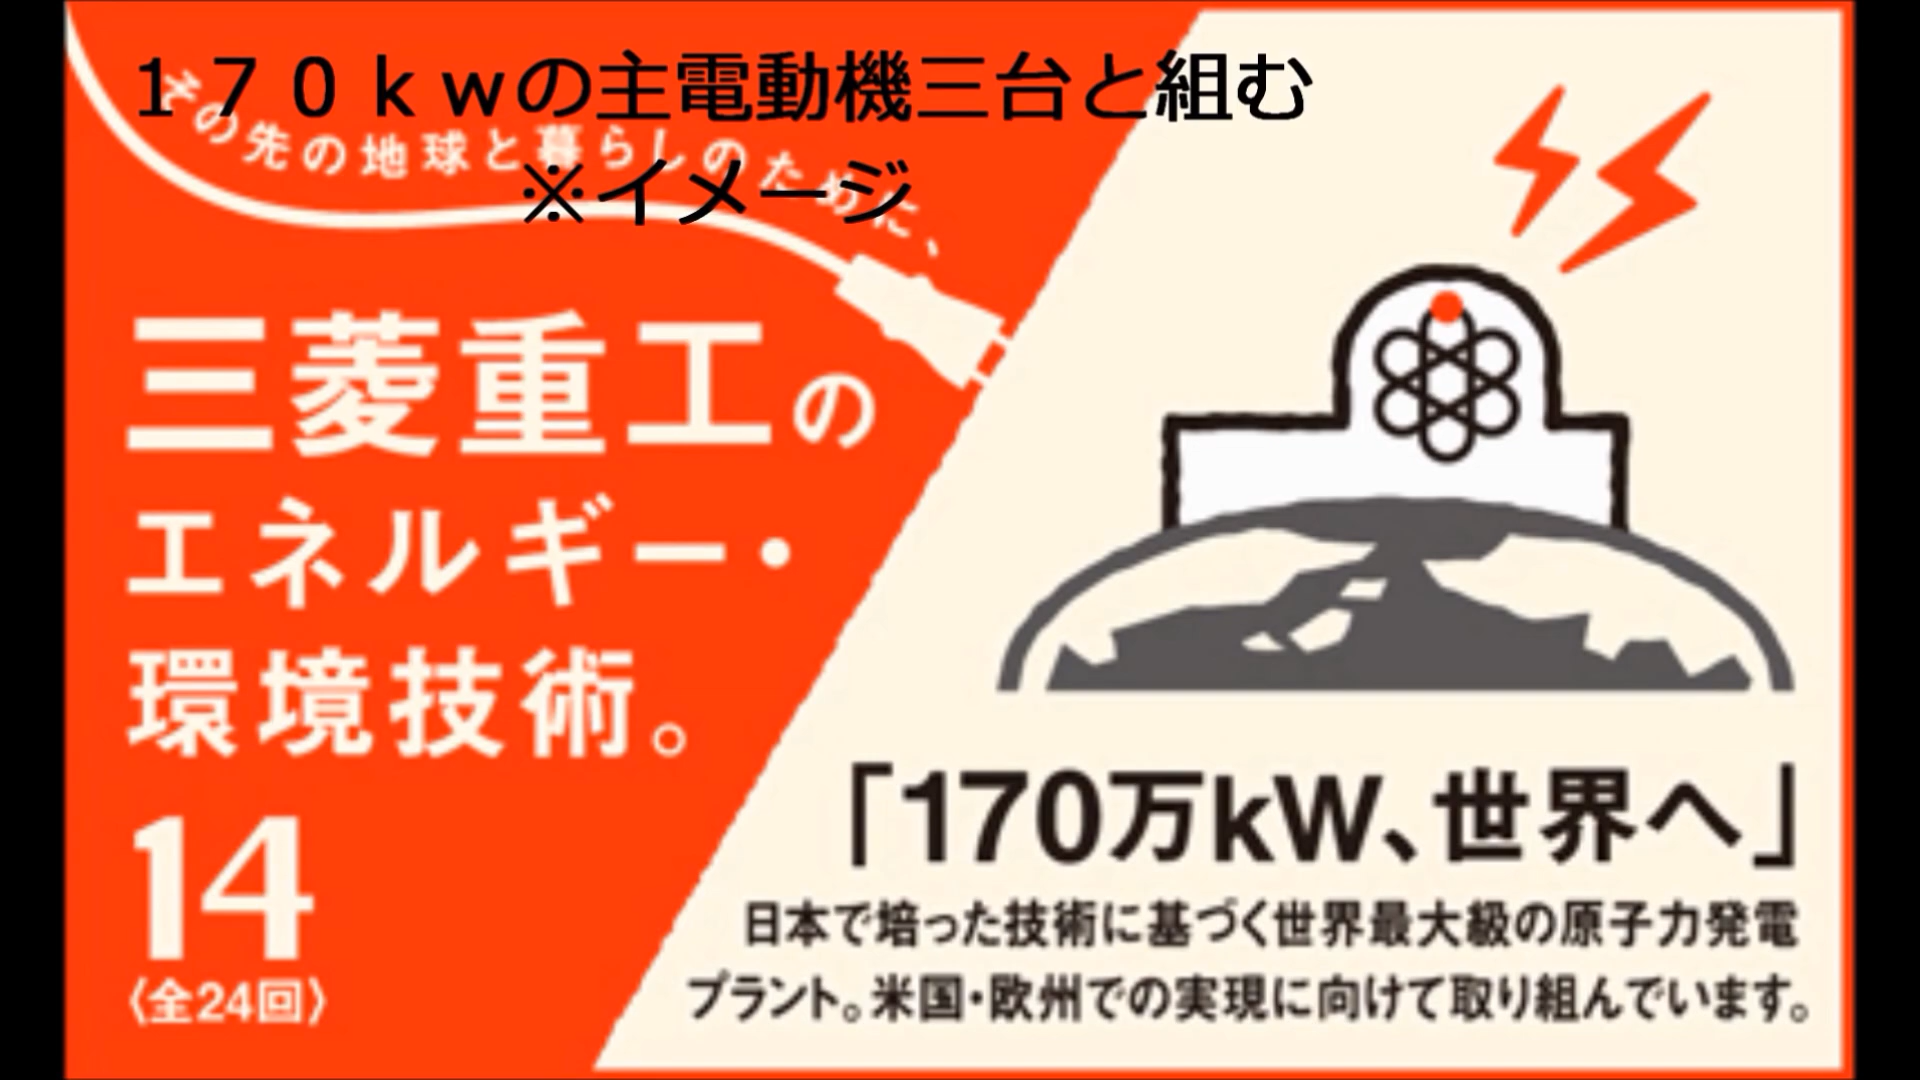 １７０ｋｗの主電動機三台と組む
※イメージ
その先の地球と暮らしのために、
三菱重工の
エネルギー・
環境技術。
14
〈全24回〉
「170万kW、世界へ」
日本で培った技術に基づく世界最大級の原子力発電
プラント。米国・欧州での実現に向けて取り組んでいます。